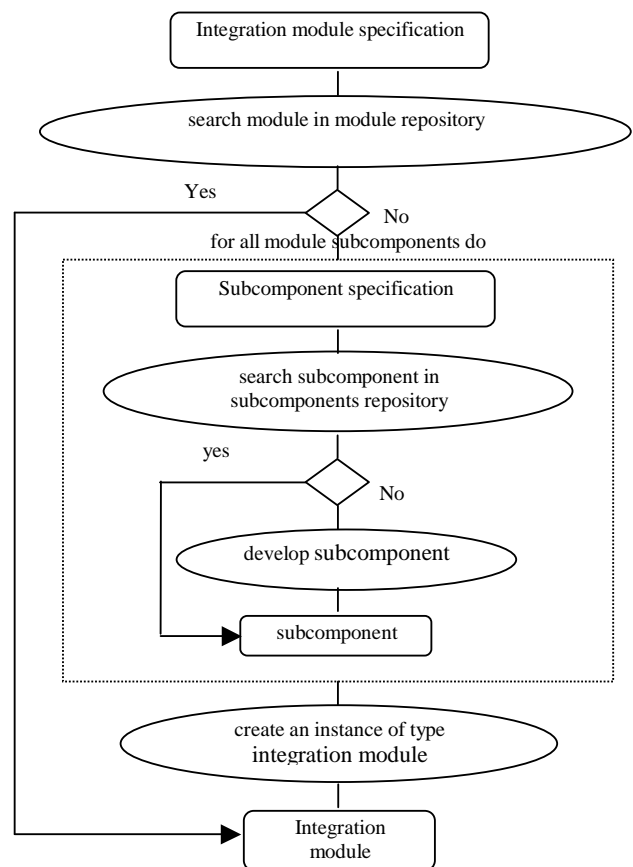 Integration module specification
search module in module repository
Yes
No
for all module subcomponents do
Subcomponent specification
search subcomponent in
subcomponents repository
yes
No
develop subcomponent
subcomponent
create an instance of type
integration module
Integration
module